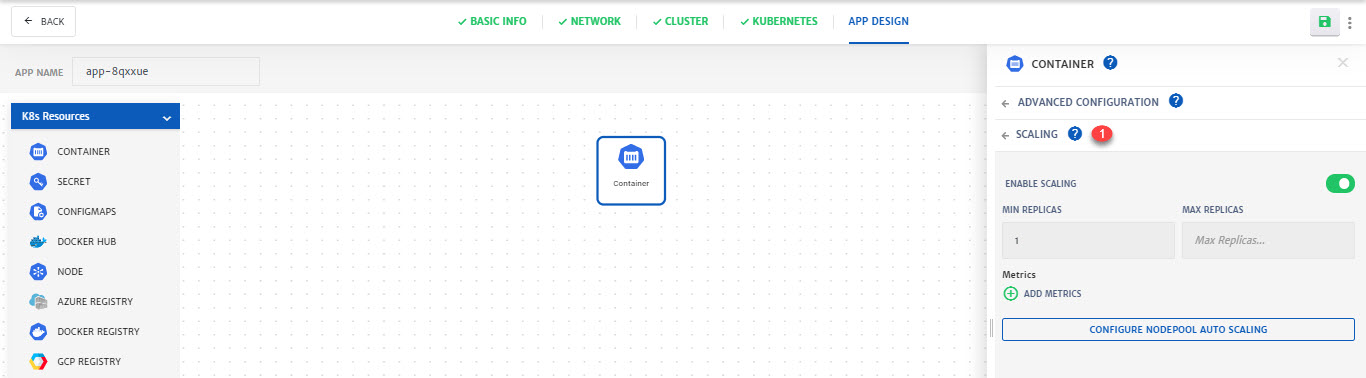 BACK
BASIC INFO
NETWORK
CLUSTER
KUBERNETES
APP DESIGN
APP NAME
app-8qxxue
K8s Resources
CONTAINER
SECRET
CONFIGMAPS
DOCKER HUB
NODE
AZURE REGISTRY
DOCKER REGISTRY
GCP REGISTRY
Container
CONTAINER ?
ADVANCED CONFIGURATION ?
SCALING ? 1
ENABLE SCALING
MIN REPLICAS
MAX REPLICAS
1
Max Replicas...
Metrics
ADD METRICS
CONFIGURE NODEPOOL AUTO SCALING